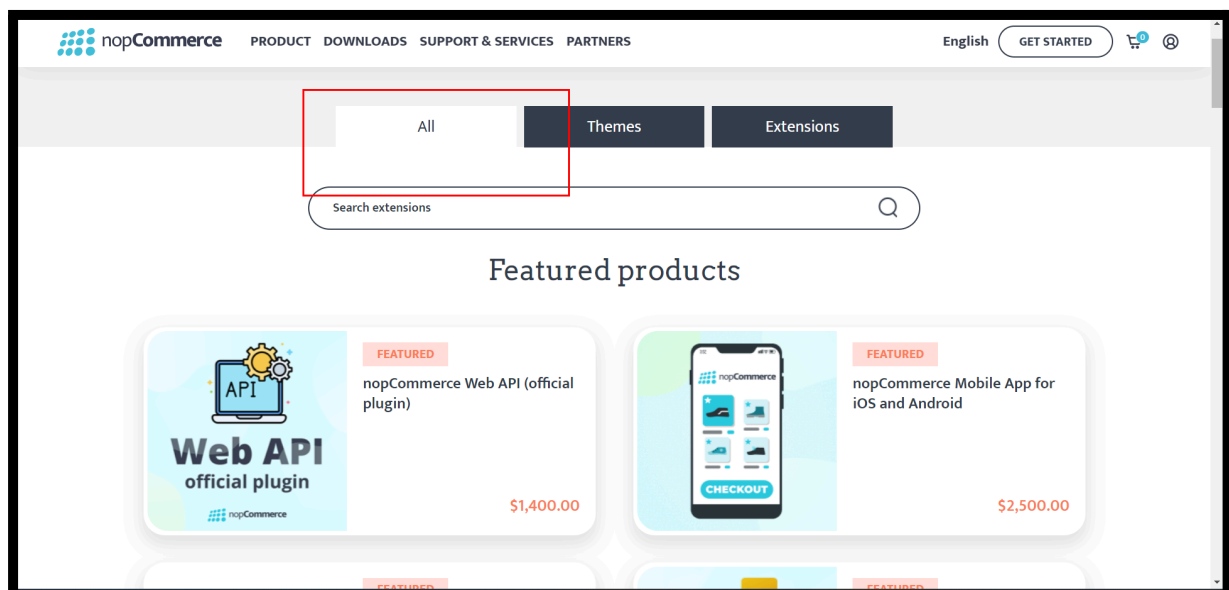 nopCommerce PRODUCT DOWNLOADS SUPPORT & SERVICES PARTNERS English GET STARTED 0
All Themes Extensions
Search extensions
Featured products
FEATURED
nopCommerce Web API (official
plugin)
$1,400.00
API
Web API
official plugin
nopCommerce
FEATURED
nopCommerce Mobile App for
iOS and Android
$2,500.00
nopCommerce
CHECKOUT
FEATURED
FEATURED